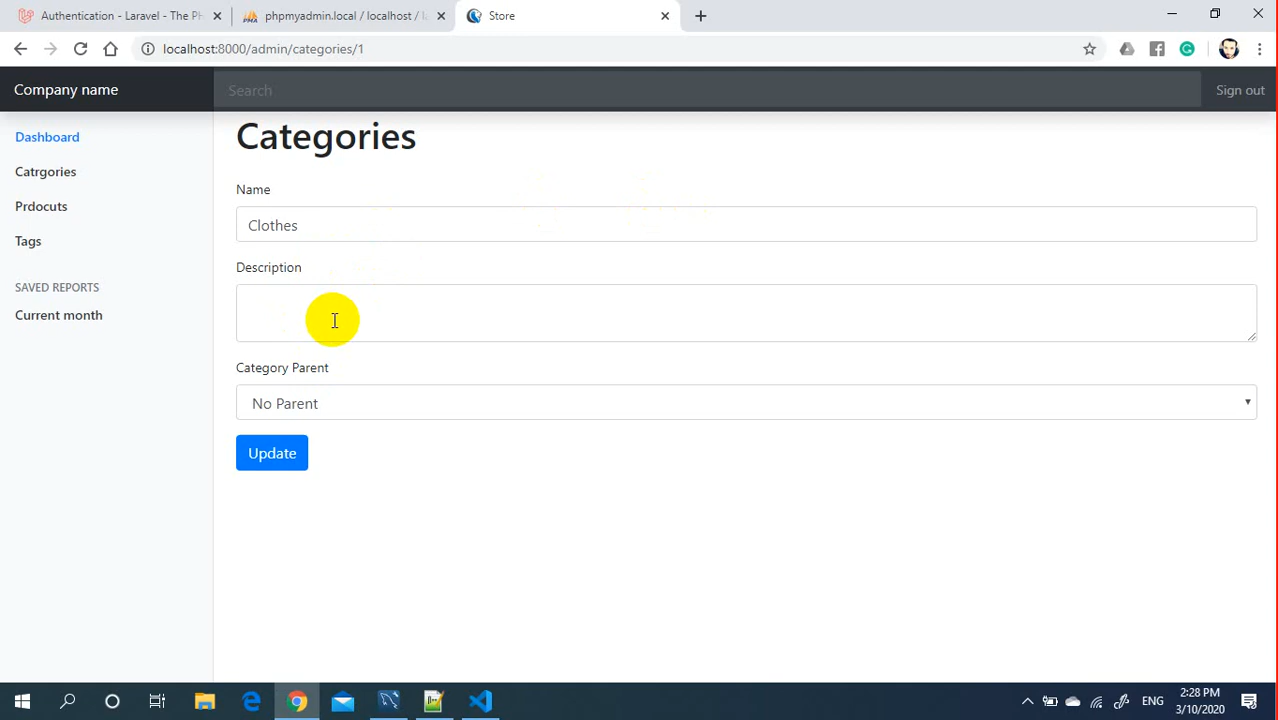 Authentication - Laravel - The PH
phpmyadmin.local / localhost / la
Store
localhost:8000/admin/categories/1
Company name
Search
Sign out
Dashboard
Catrgories
Prdocuts
Tags
SAVED REPORTS
Current month
Categories
Name
Clothes
Description
Category Parent
No Parent
Update
ENG
2:28 PM
3/10/2020